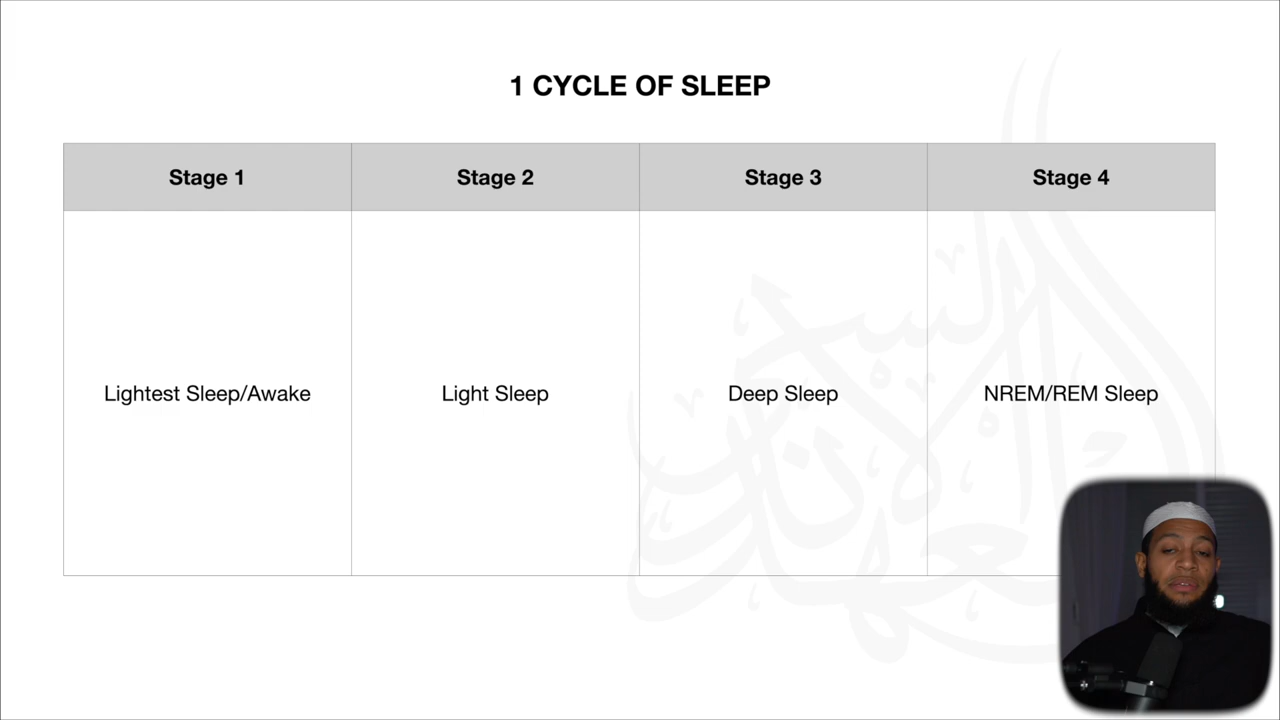 1 CYCLE OF SLEEP
Stage 1
Stage 2
Stage 3
Stage 4
Lightest Sleep/Awake
Light Sleep
Deep Sleep
NREM/REM Sleep